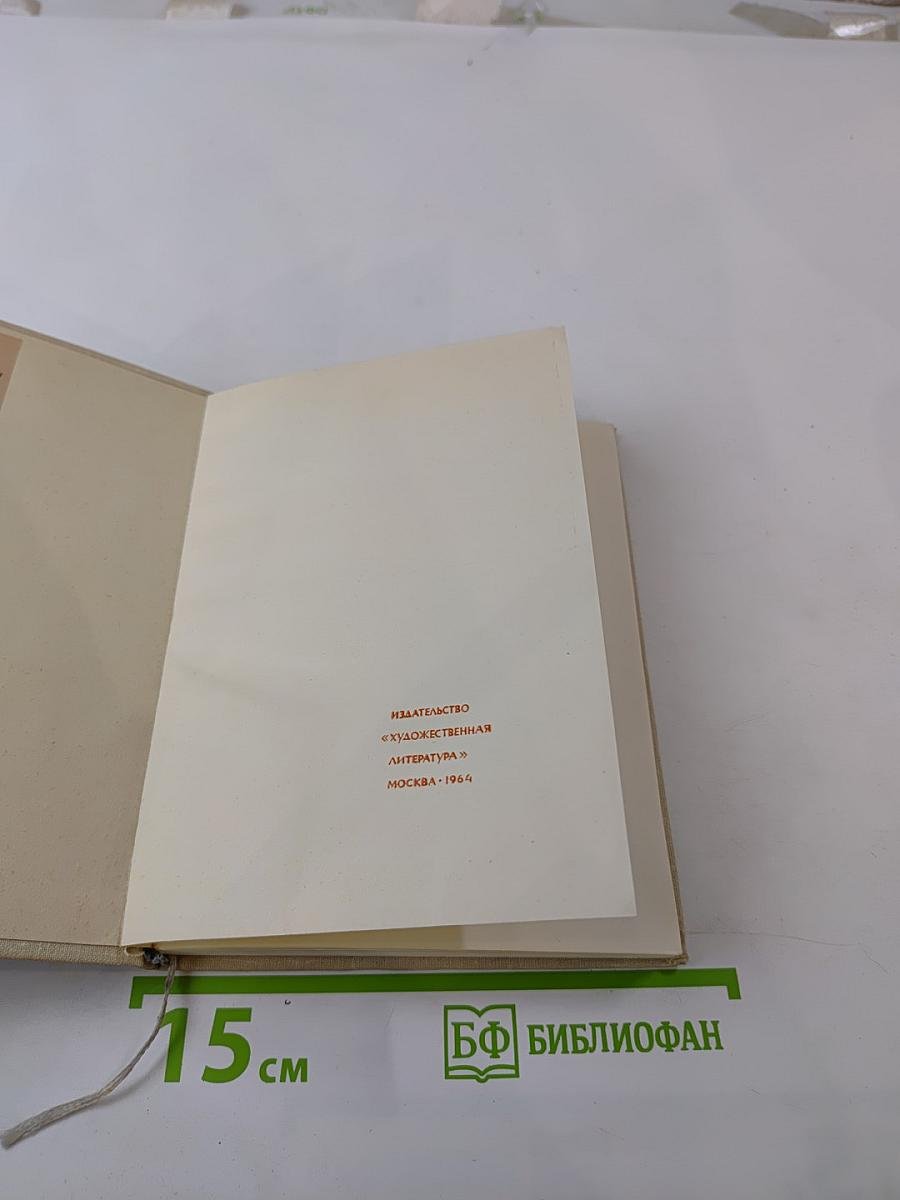 ИЗДАТЕЛЬСТВО
«ХУДОЖЕСТВЕННАЯ
ЛИТЕРАТУРА»
МОСКВА • 1964
15 см
БФ БИБЛИОФАН